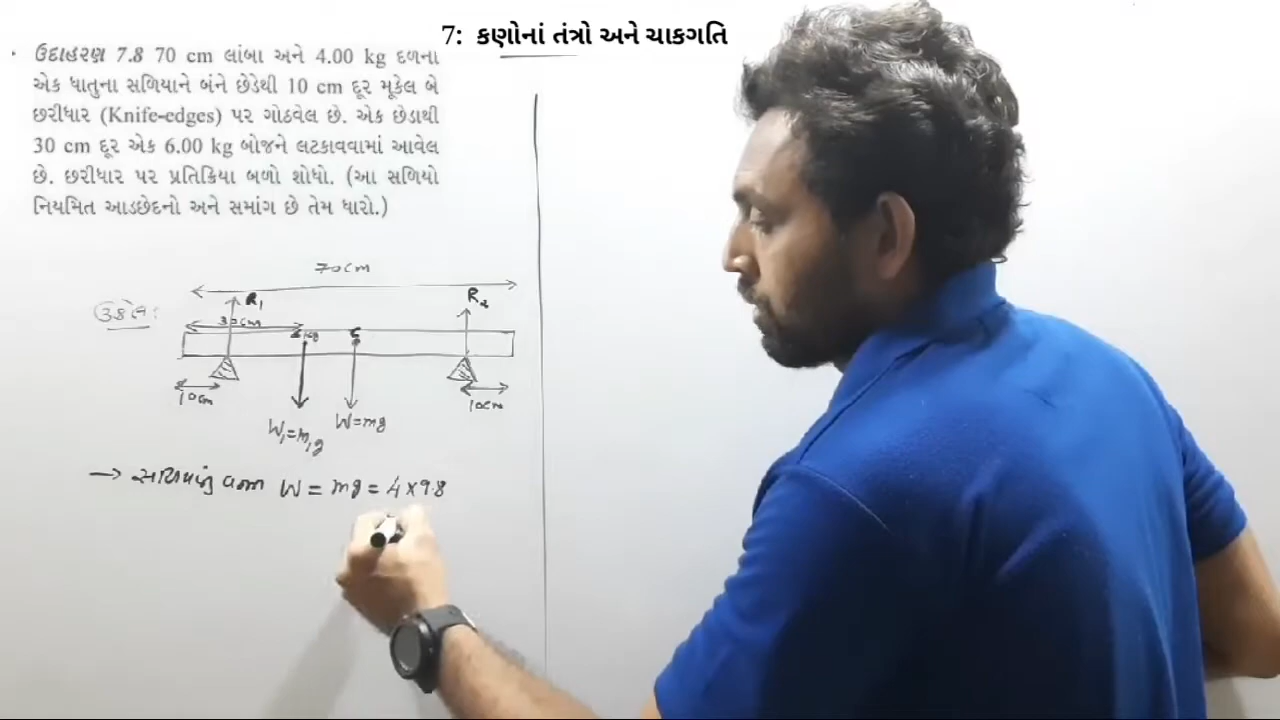 7: કણોનાં તંત્રો અને ચાકગતિ
• ઉદાહરણ 7.8 70 cm લાંબા અને 4.00 kg દળના
એક ધાતુના સળિયાને બંને છેડેથી 10 cm દૂર મૂકેલ બે
છરીધાર (Knife-edges) પર ગોઠવેલ છે. એક છેડાથી
30 cm દૂર એક 6.00 kg બોજને લટકાવવામાં આવેલ
છે. છરીધાર પર પ્રતિક્રિયા બળો શોધો. (આ સળિયો
નિયમિત આડછેદનો અને સમાંગ છે તેમ ધારો.)
70cm
ઉકેલ:
R₁
R₂
30cm
10cm
10cm
W₁=m₁g
W=mg
→ સળિયાનું વજન W = mg = 4×9.8